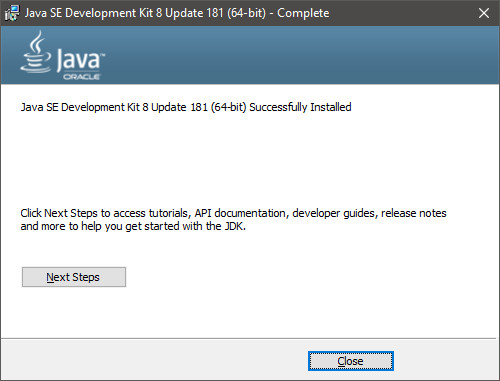 Java SE Development Kit 8 Update 181 (64-bit) - Complete
Java™
ORACLE
Java SE Development Kit 8 Update 181 (64-bit) Successfully Installed
Click Next Steps to access tutorials, API documentation, developer guides, release notes
and more to help you get started with the JDK.
Next Steps
Close